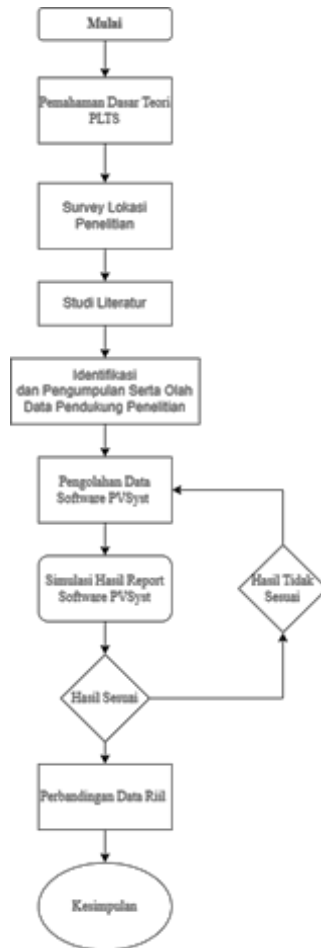 Mulai
Pemahaman Dasar Teori
PLTS
Survey Lokasi
Penelitian
Studi Literatur
Identifikasi
dan Pengumpulan Serta Olah
Data Pendukung Penelitian
Pengolahan Data
Software PVSyst
Simulasi Hasil Report
Software PVSyst
Hasil Tidak
Sesuai
Hasil Sesuai
Perbandingan Data Riil
Kesimpulan